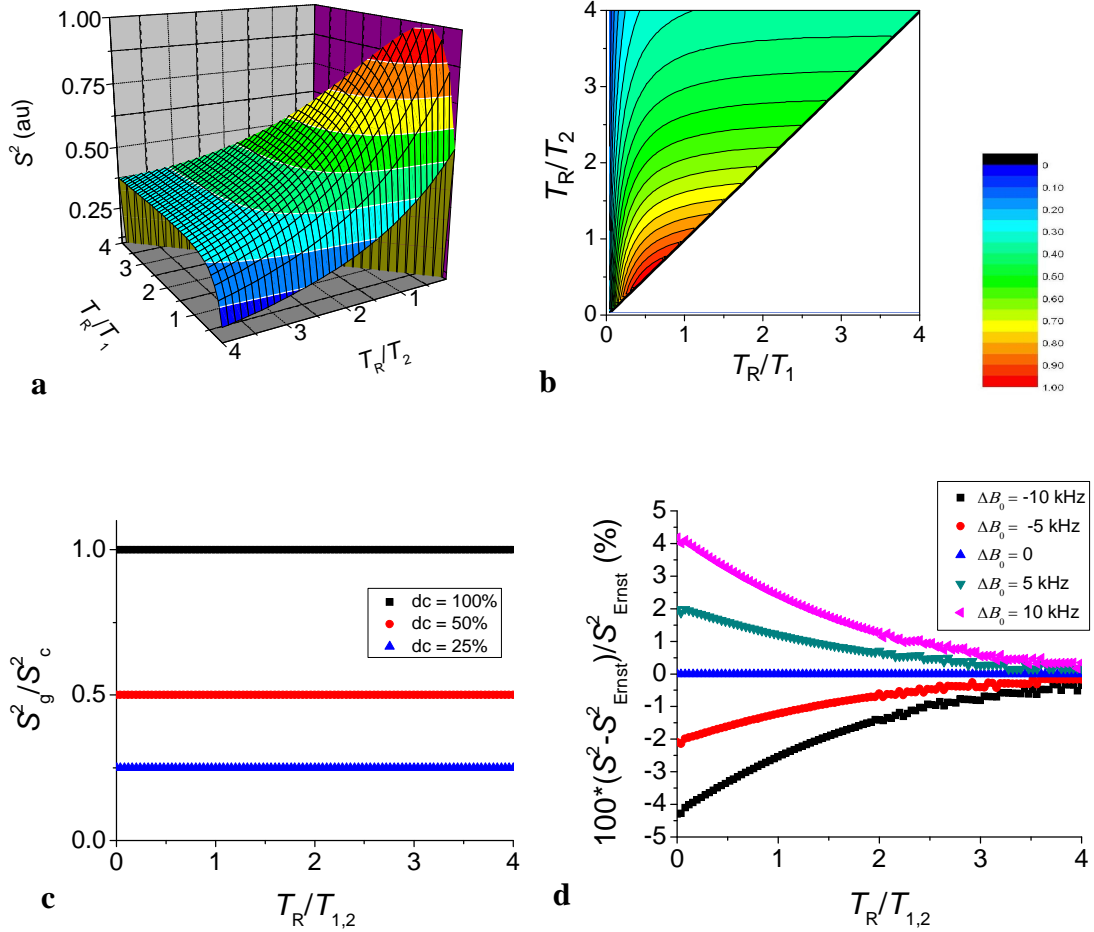 1.00
0.75
0.50
0.25
S² (au)
4
3
2
1
T_R/T_1
4
3
2
1
T_R/T_2
a
4
3
2
1
0
T_R/T_2
0 1 2 3 4
T_R/T_1
b
0
0.10
0.20
0.30
0.40
0.50
0.60
0.70
0.80
0.90
1.00
1.0
0.5
0.0
S²_g/S²_c
dc = 100%
dc = 50%
dc = 25%
0 1 2 3 4
T_R/T_1,2
c
5
4
3
2
1
0
-1
-2
-3
-4
-5
100*(S²-S²_Ernst)/S²_Ernst (%)
ΔB_0 = -10 kHz
ΔB_0 = -5 kHz
ΔB_0 = 0
ΔB_0 = 5 kHz
ΔB_0 = 10 kHz
0 1 2 3 4
T_R/T_1,2
d